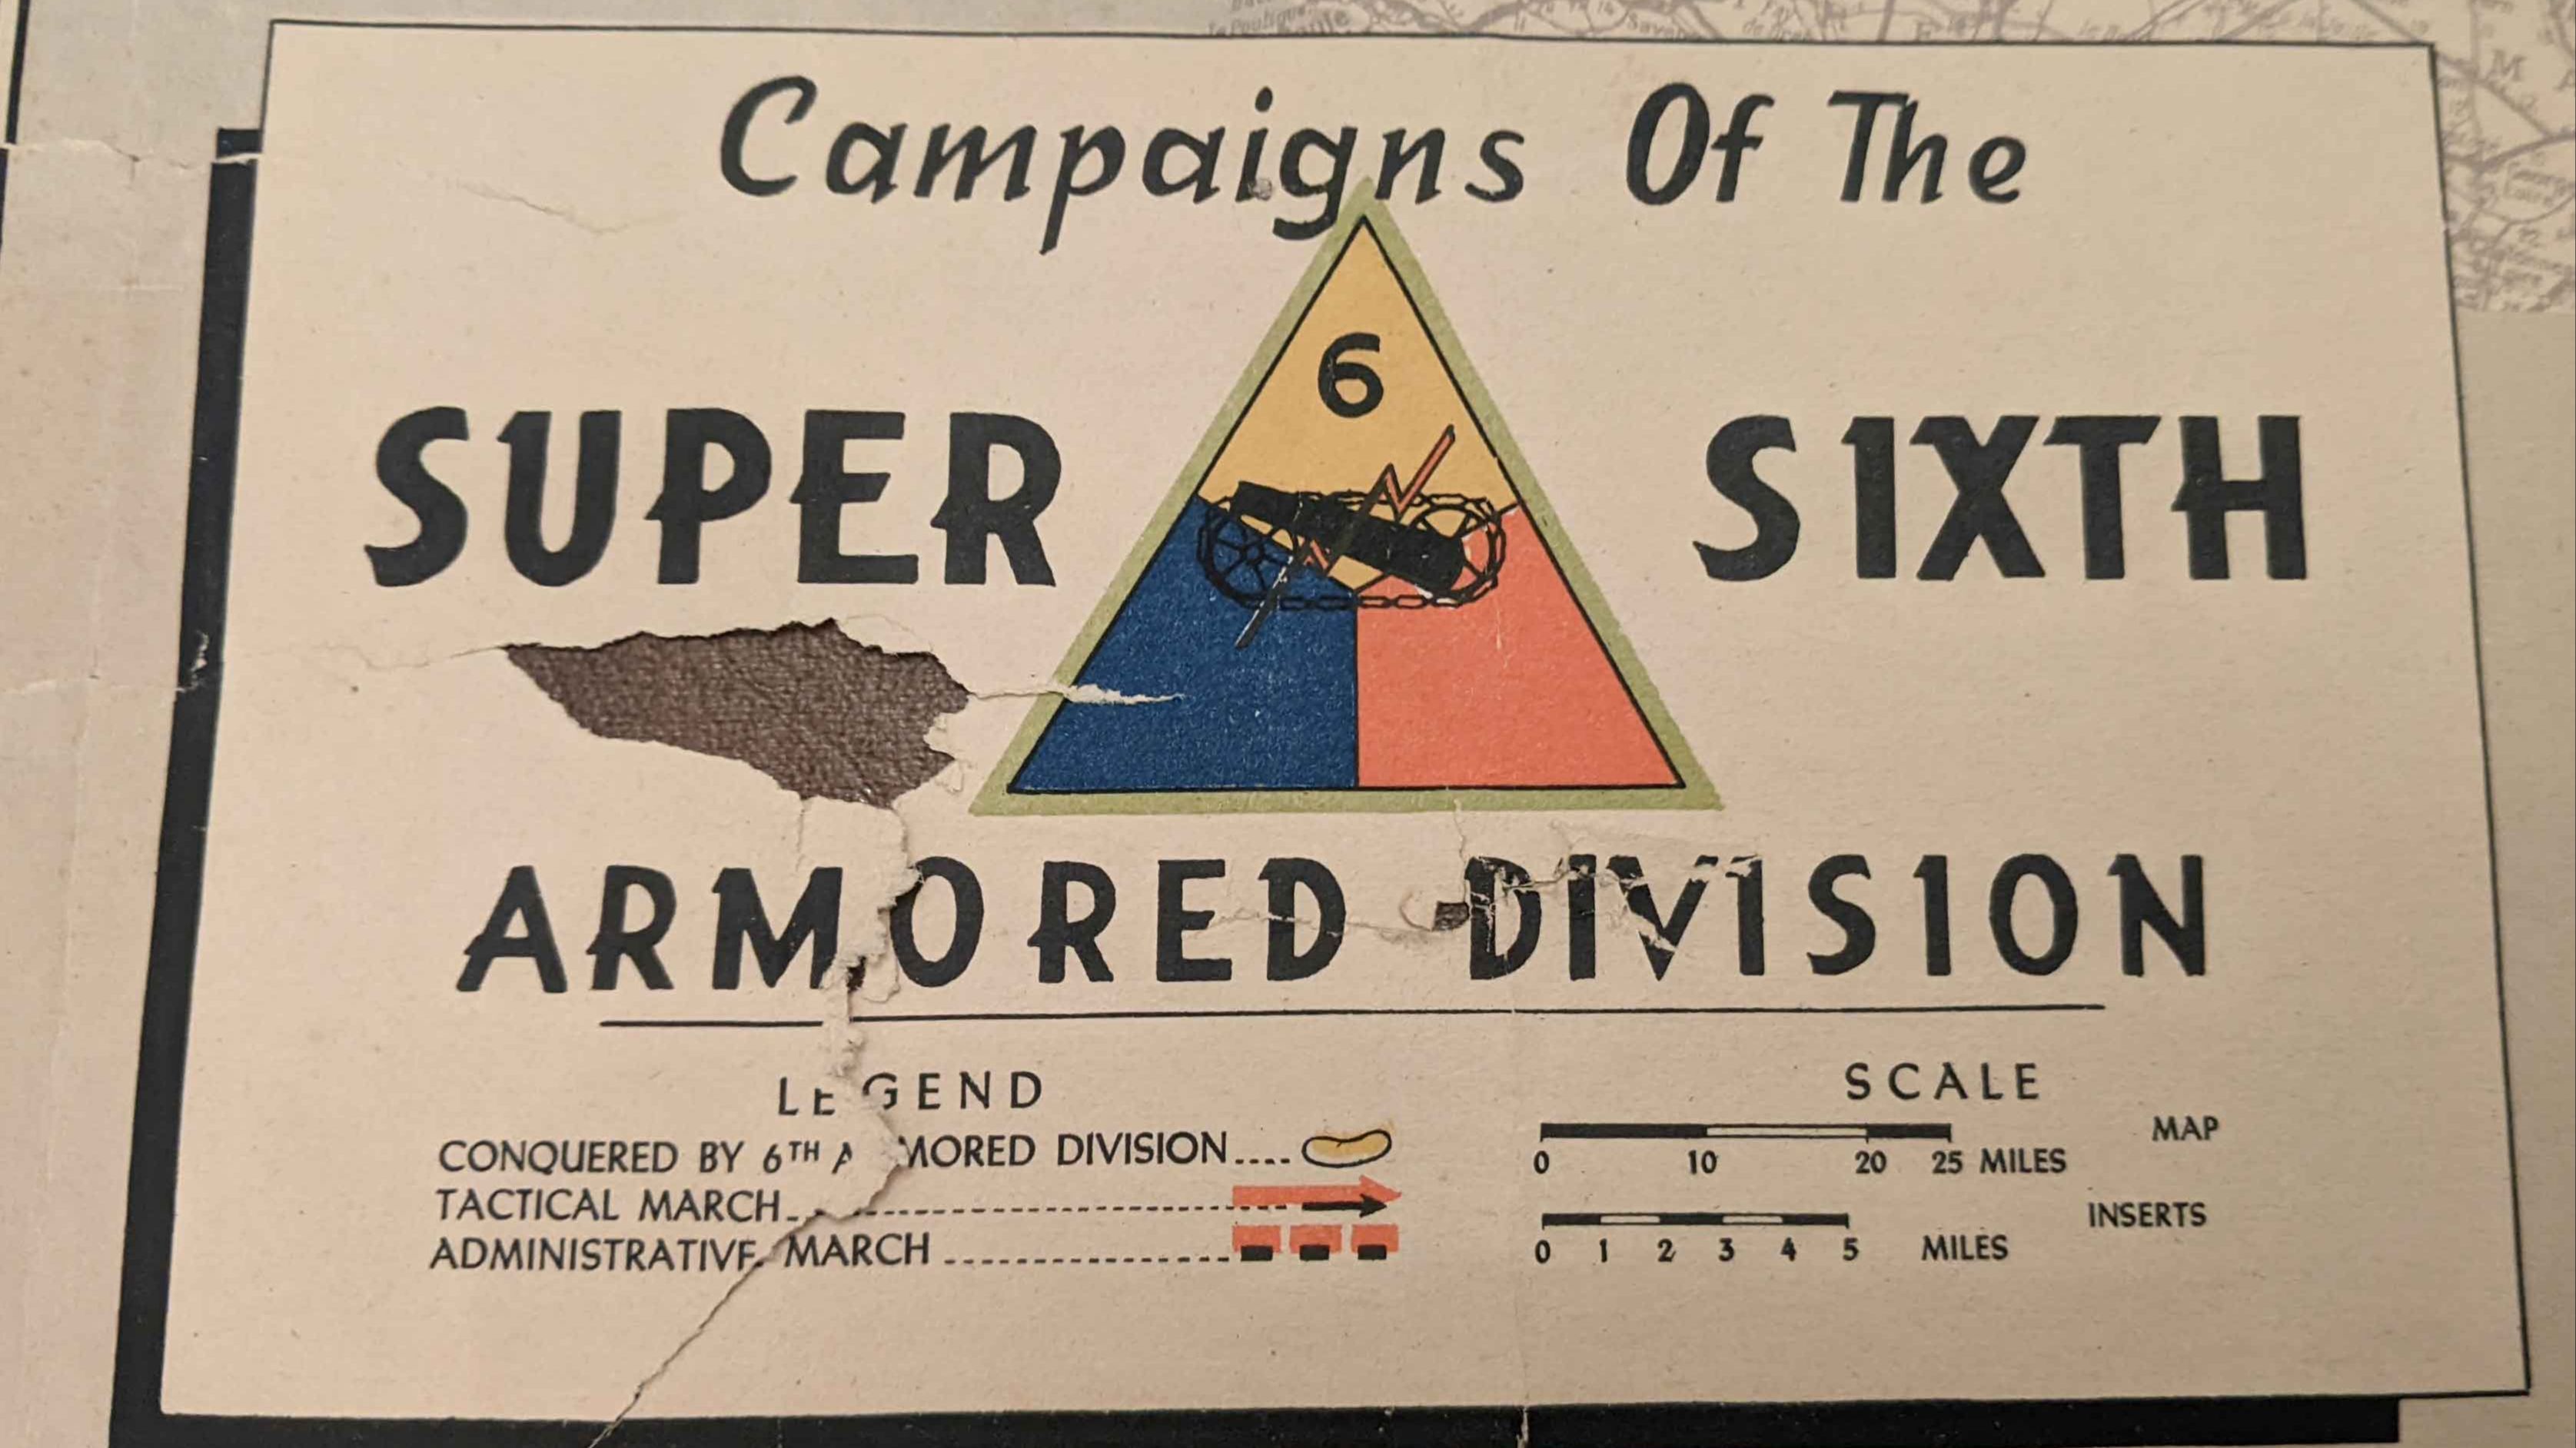 Campaigns Of The
6
SUPER SIXTH
ARMORED DIVISION
LEGEND
CONQUERED BY 6TH ARMORED DIVISION....
TACTICAL MARCH
ADMINISTRATIVE MARCH
SCALE
MAP
0 10 20 25 MILES
INSERTS
0 1 2 3 4 5 MILES